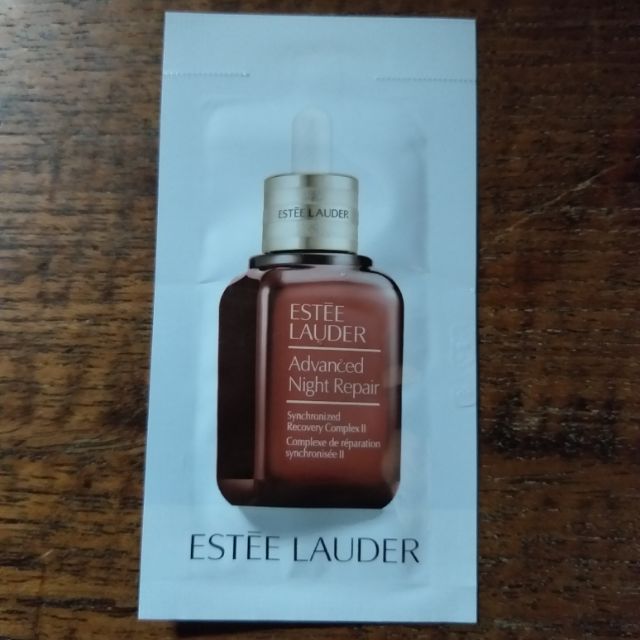 ESTĒE LAUDER
ESTĒE
LAUDER
Advanced
Night Repair
Synchronized
Recovery Complex II
Complexe de réparation
synchronisée II
ESTĒE LAUDER